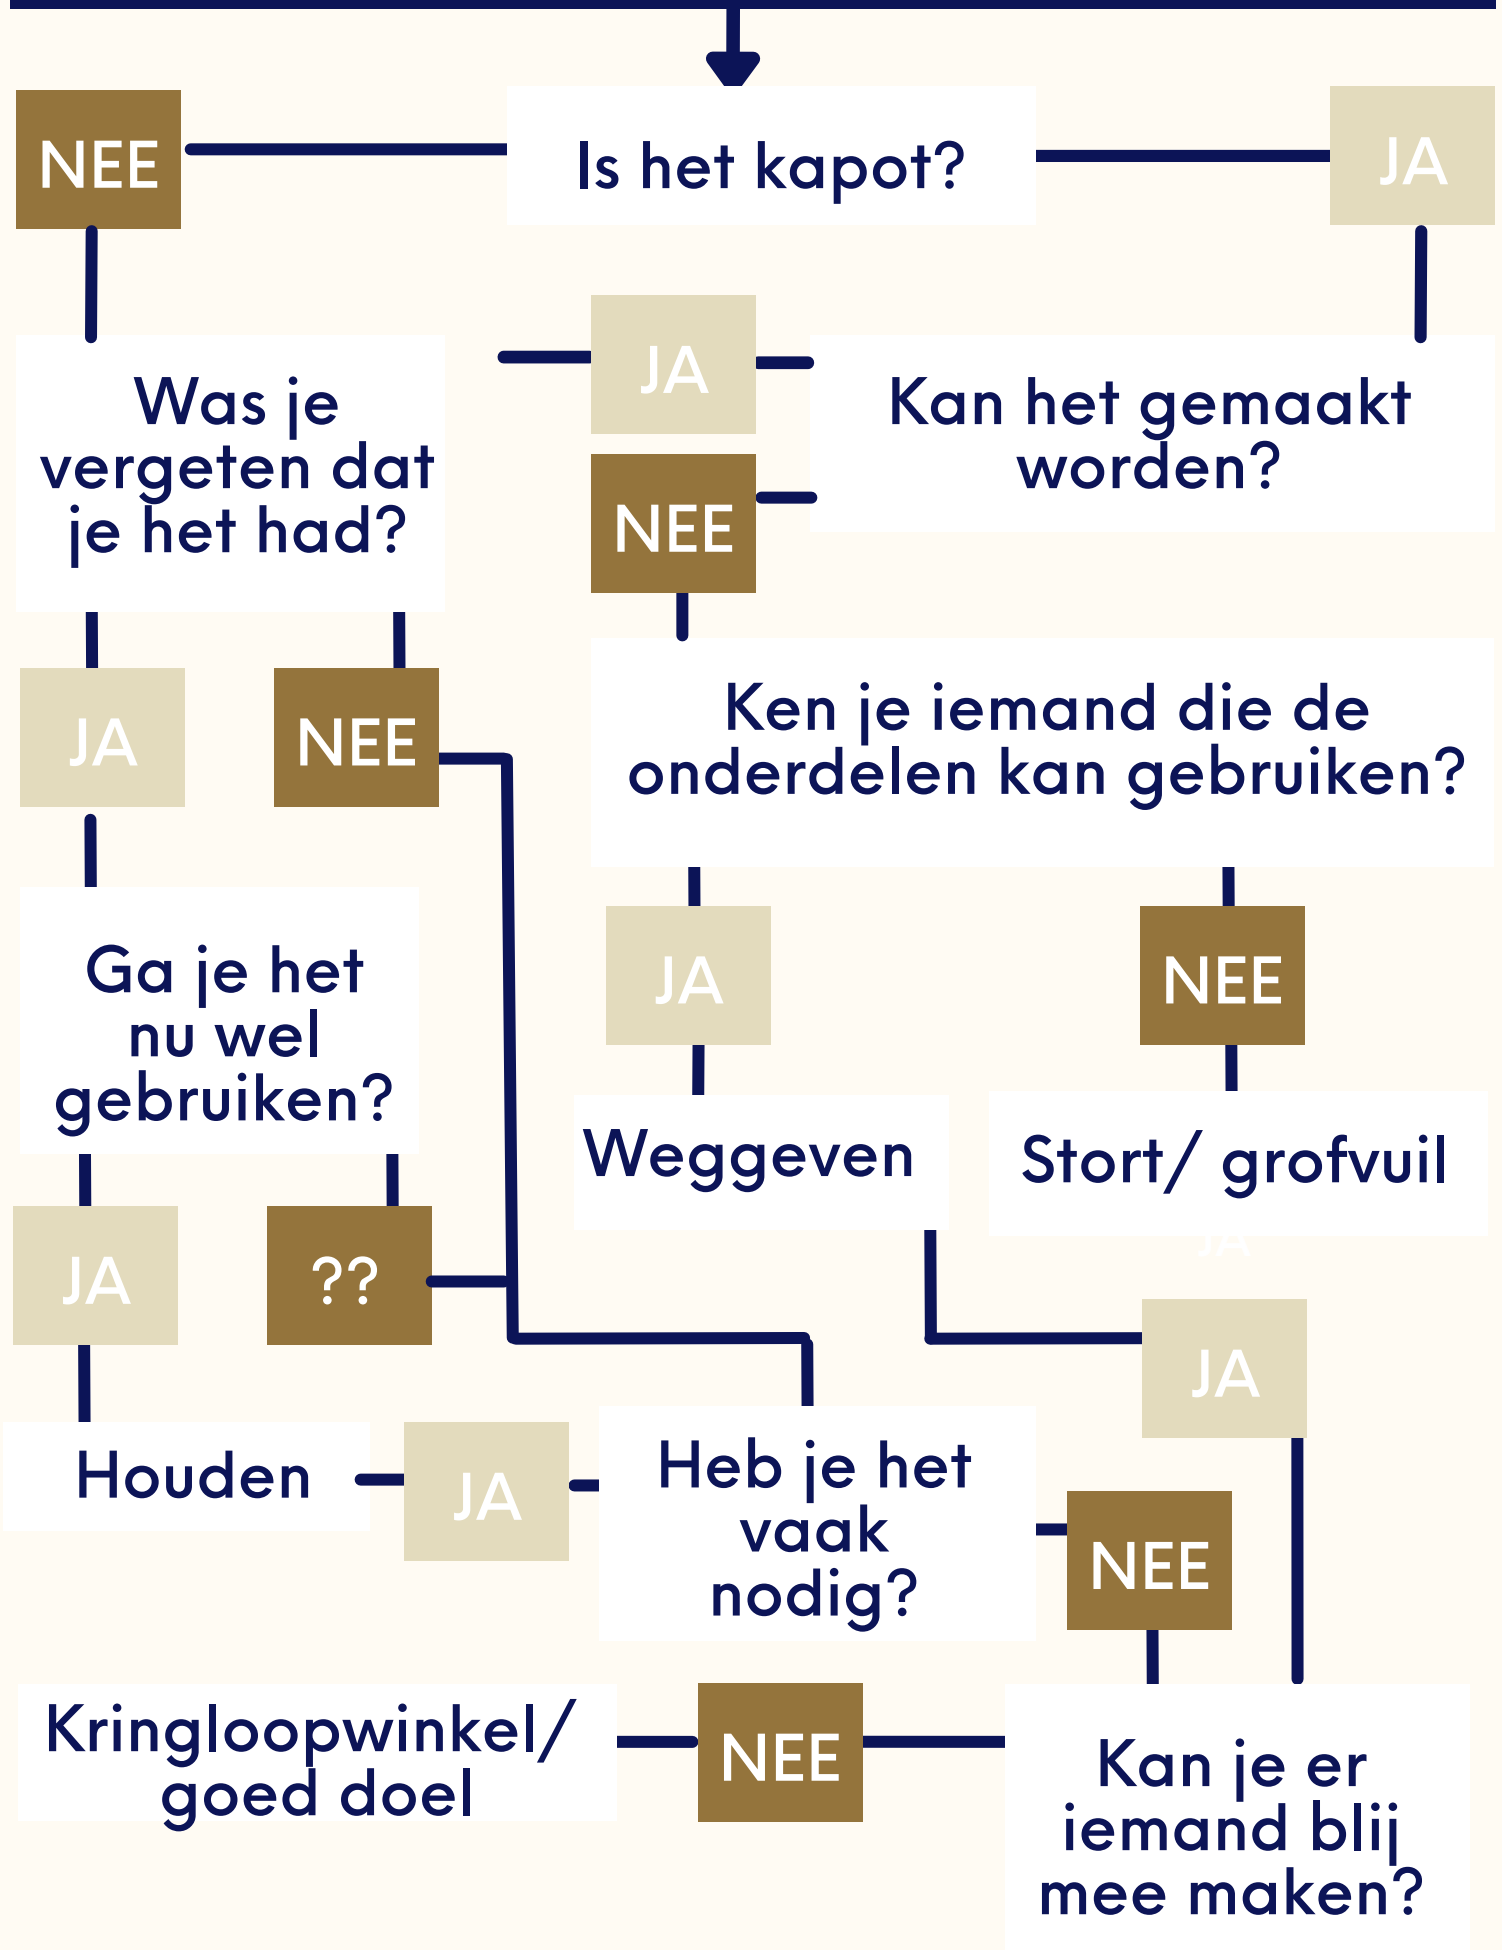 NEE
Is het kapot?
JA
Was je
vergeten dat
je het had?
JA
Kan het gemaakt
worden?
NEE
Ken je iemand die de
onderdelen kan gebruiken?
JA
NEE
Ga je het
nu wel
gebruiken?
JA
NEE
Weggeven
Stort/ grofvuil
JA
JA
??
JA
Houden
JA
Heb je het
vaak
nodig?
NEE
Kringloopwinkel/
goed doel
NEE
Kan je er
iemand blij
mee maken?